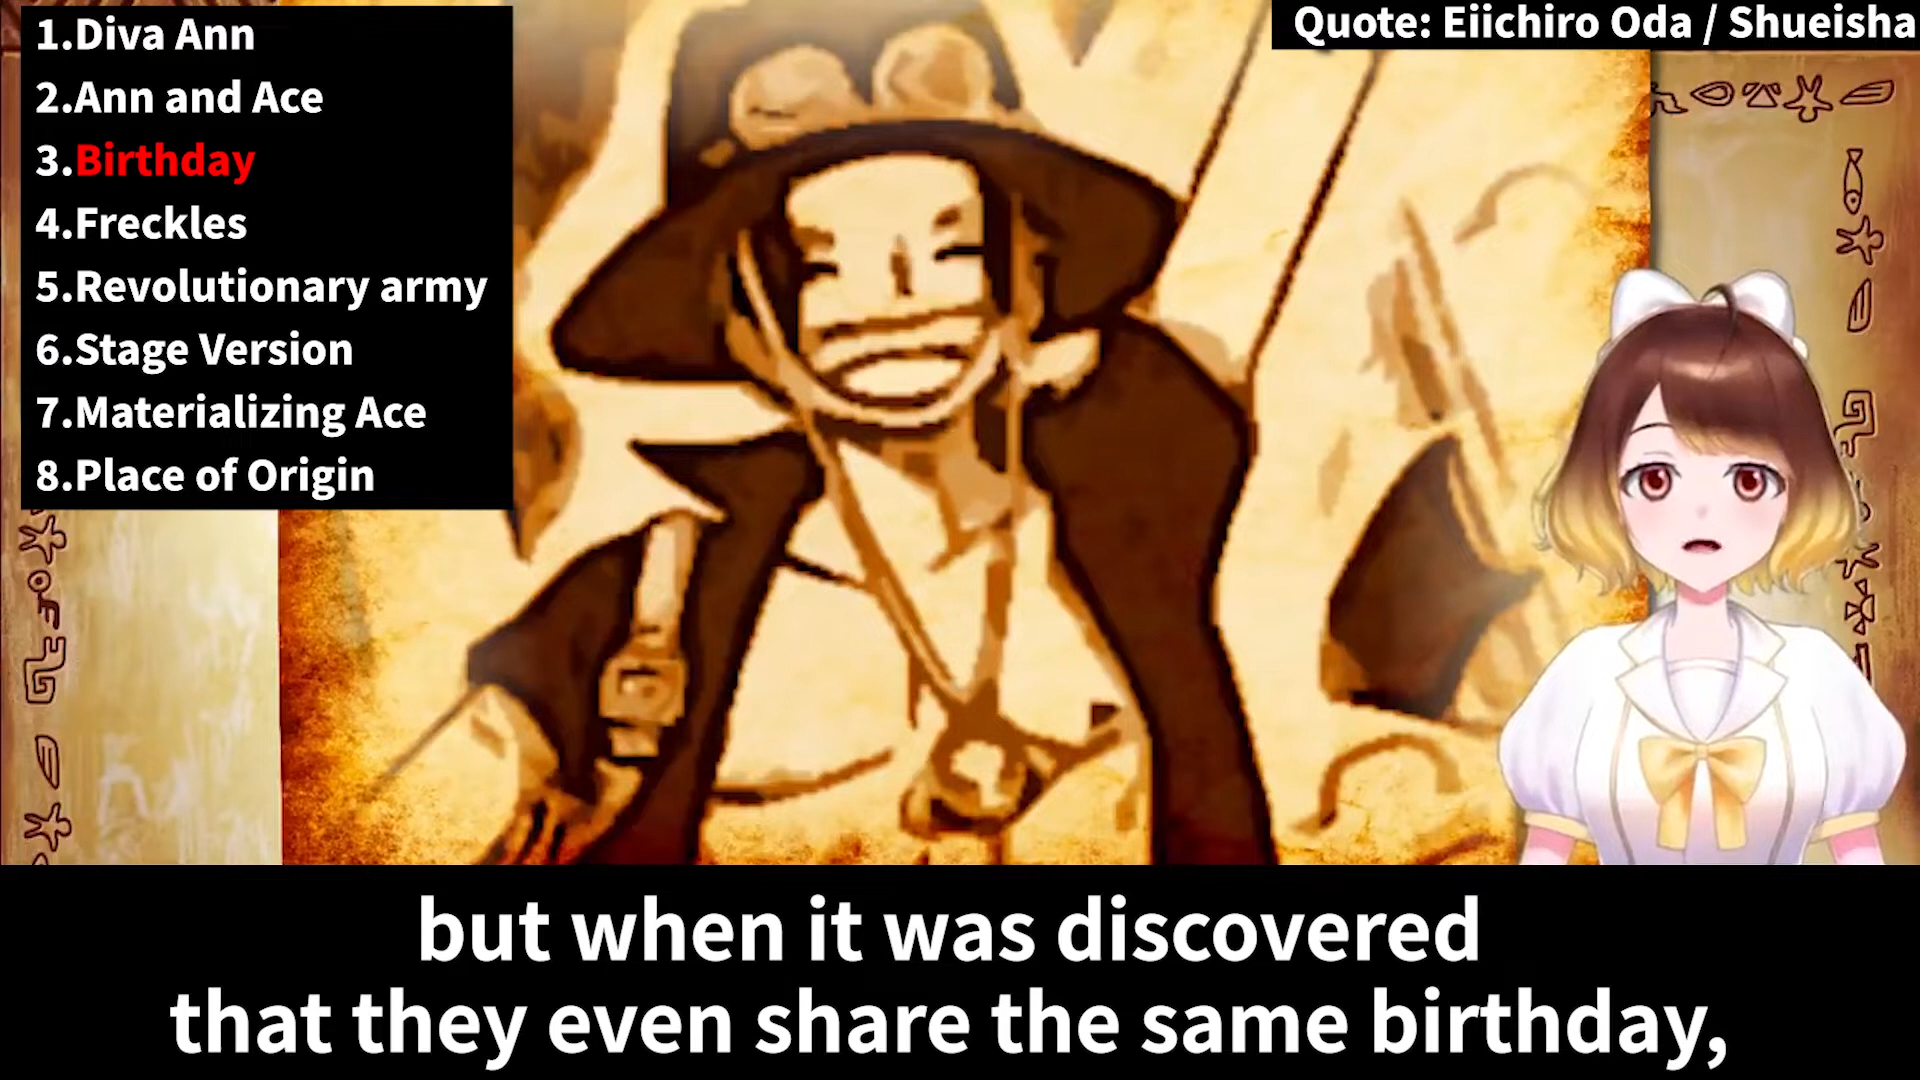 1.Diva Ann
2.Ann and Ace
3.Birthday
4.Freckles
5.Revolutionary army
6.Stage Version
7.Materializing Ace
8.Place of Origin
Quote: Eiichiro Oda / Shueisha
but when it was discovered
that they even share the same birthday,